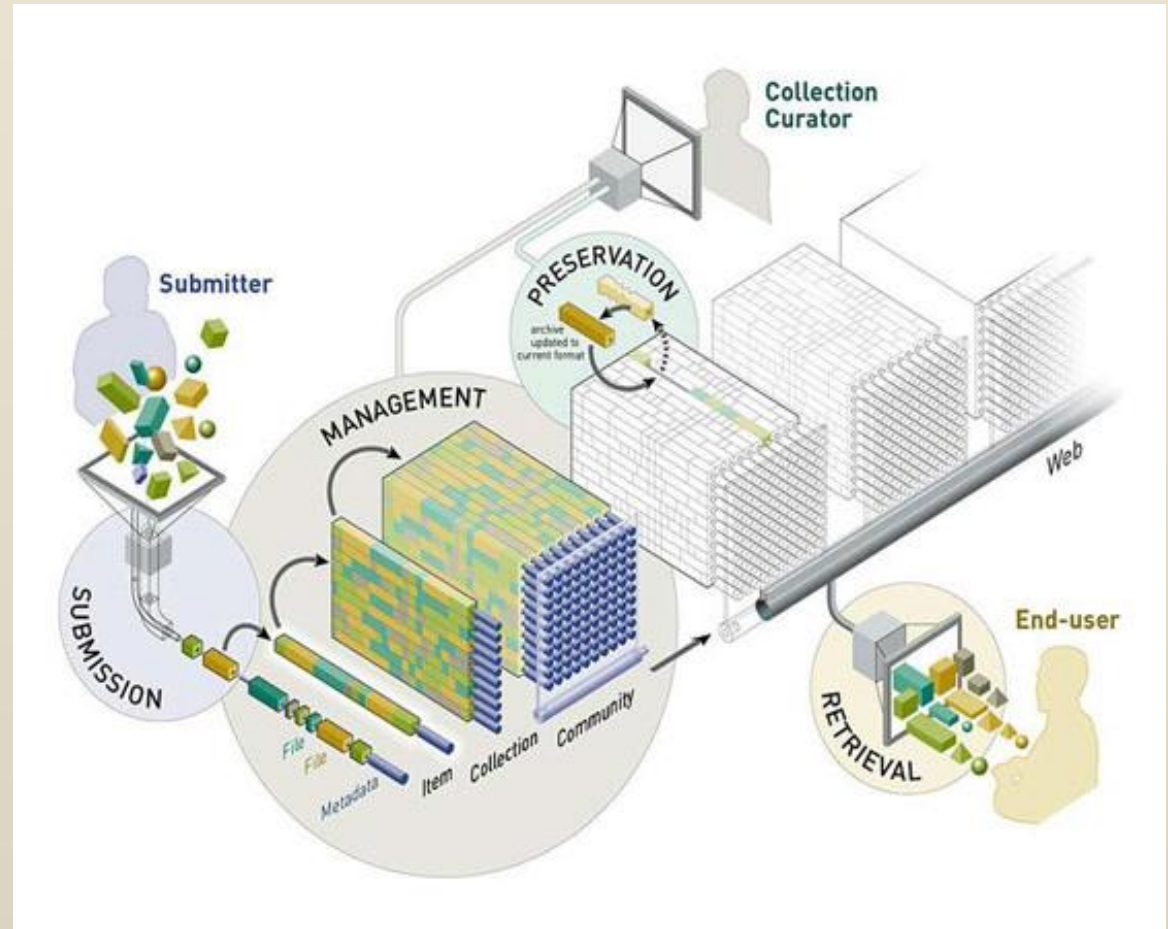 Collection
Curator
Submitter
PRESERVATION
archive
updated to
current format
MANAGEMENT
Web
SUBMISSION
End-user
RETRIEVAL
File
File
Metadata
Item
Collection
Community